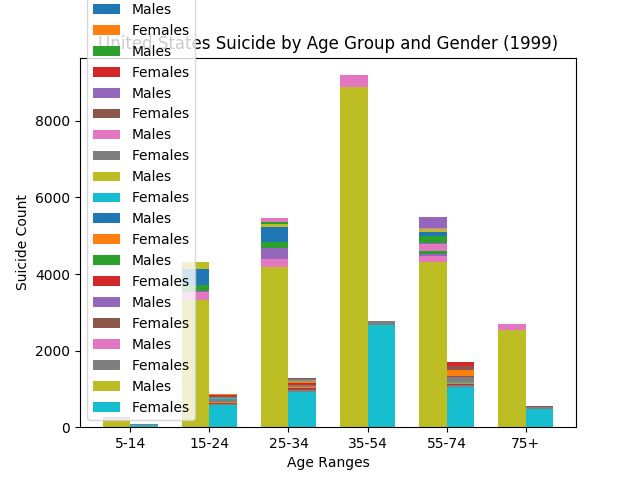 United States Suicide by Age Group and Gender (1999)
Males
Females
Males
Females
Males
Females
Males
Females
Males
Females
Males
Females
Males
Females
Males
Females
Males
Females
Males
Females
Suicide Count
8000
6000
4000
2000
0
5-14
15-24
25-34
35-54
55-74
75+
Age Ranges